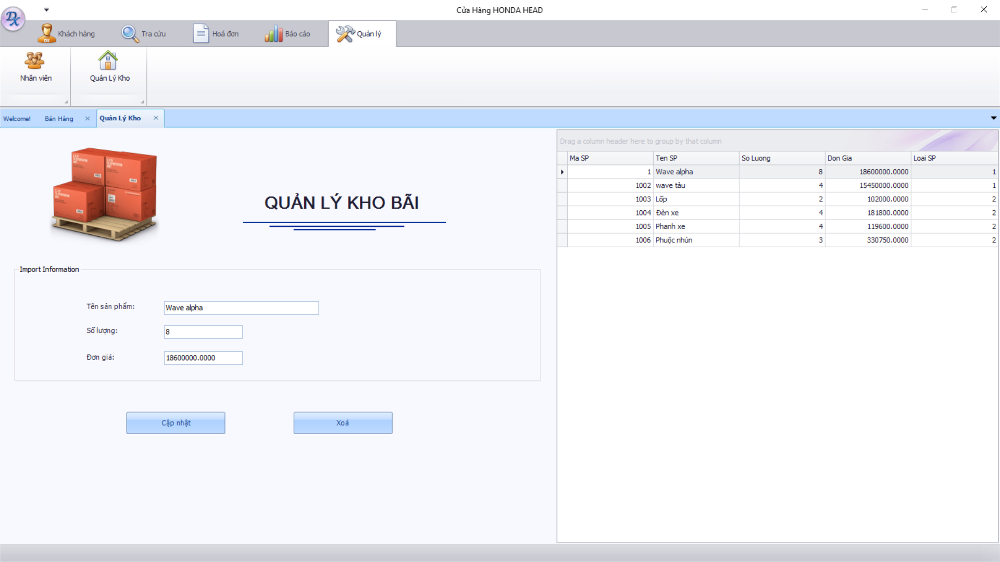 Cửa Hàng HONDA HEAD
DX
Khách hàng
Tra cứu
Hoá đơn
Báo cáo
Quản lý
Nhân viên
Quản Lý Kho
Welcome!
Bán Hàng
Quản Lý Kho
QUẢN LÝ KHO BÃI
Import Information
Tên sản phẩm:
Wave alpha
Số lượng:
8
Đơn giá:
18600000.0000
Cập nhật
Xoá
Drag a column header here to group by that column
Ma SP Ten SP So Luong Don Gia Loai SP
1 Wave alpha 8 18600000.0000 1
1002 wave tàu 4 15450000.0000 1
1003 Lốp 2 102000.0000 2
1004 Đèn xe 4 181800.0000 2
1005 Phanh xe 4 119600.0000 2
1006 Phuộc nhún 3 330750.0000 2